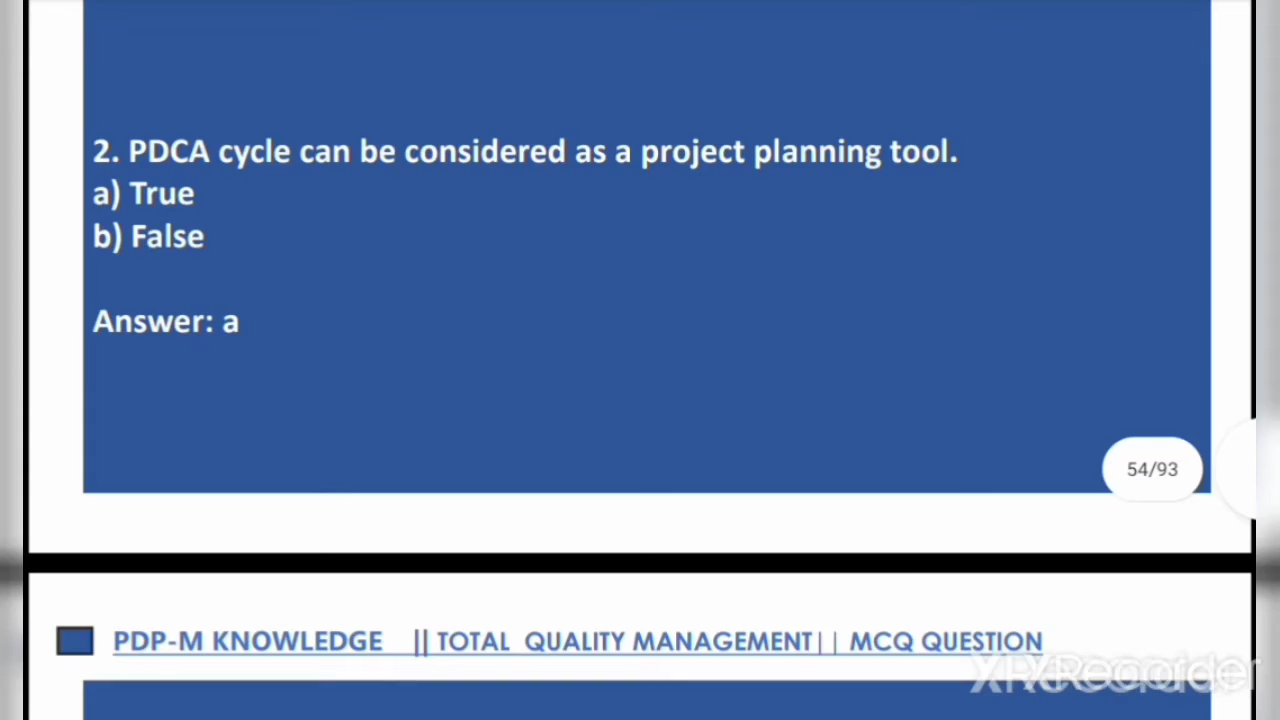 2. PDCA cycle can be considered as a project planning tool.
a) True
b) False
Answer: a
54/93
PDP-M KNOWLEDGE || TOTAL QUALITY MANAGEMENT|| MCQ QUESTION
XRecorder